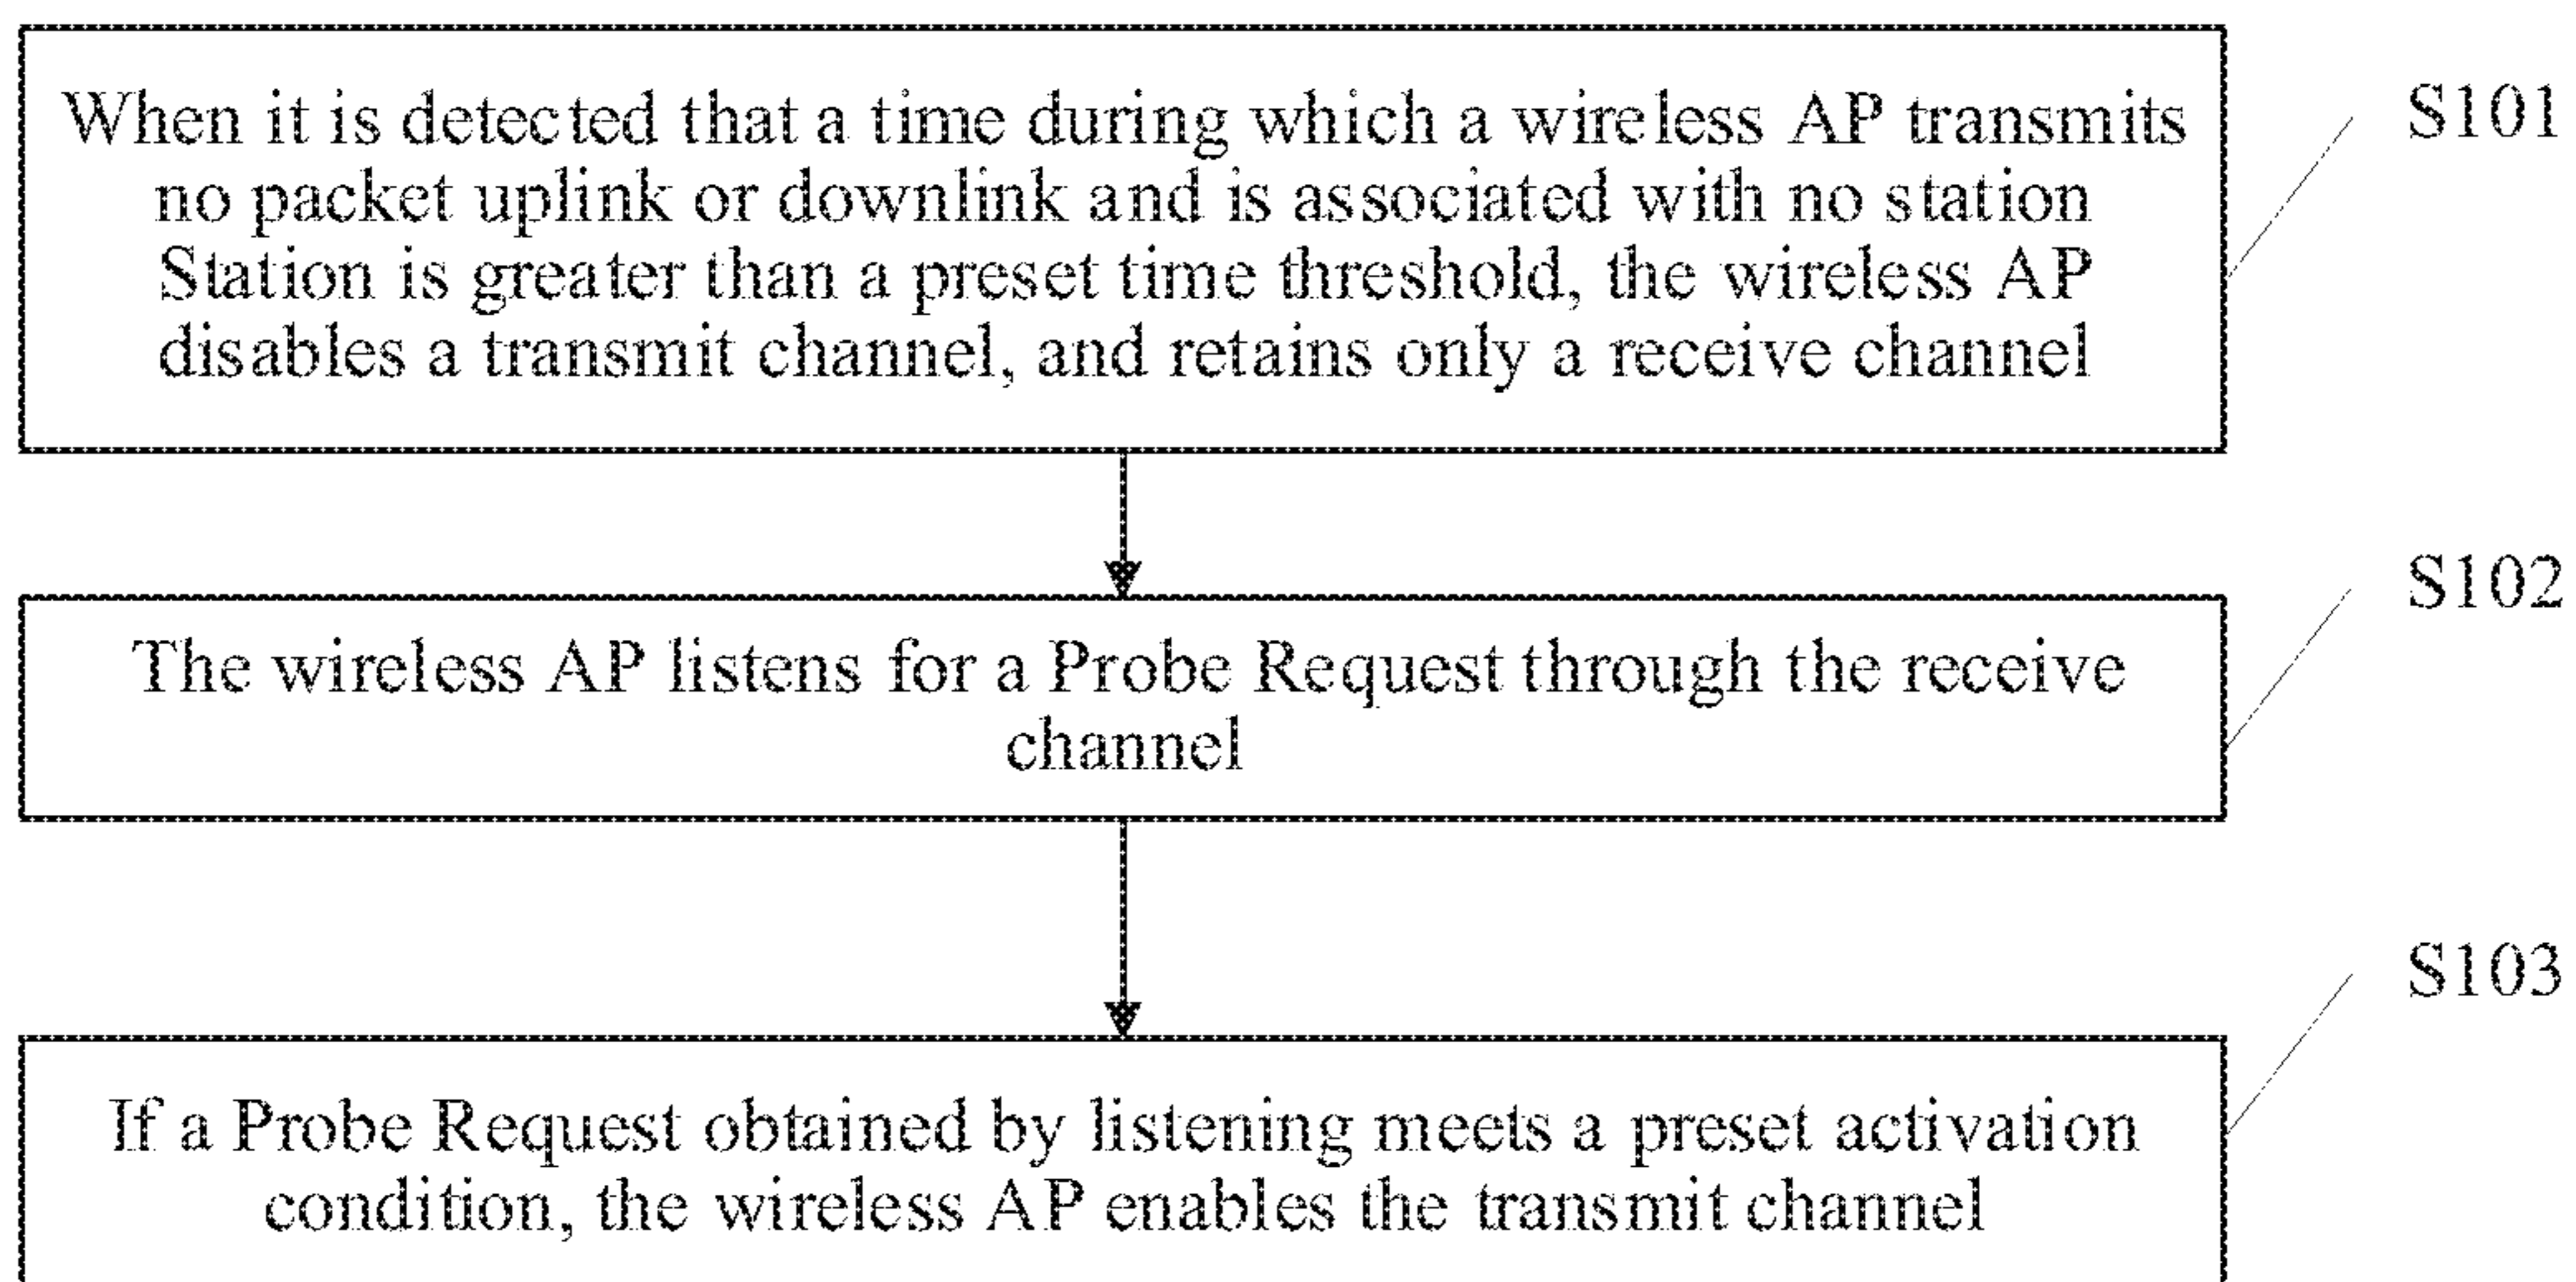 When it is detected that a time during which a wireless AP transmits
no packet uplink or downlink and is associated with no station
Station is greater than a preset time threshold, the wireless AP
disables a transmit channel, and retains only a receive channel
S101
The wireless AP listens for a Probe Request through the receive
channel
S102
If a Probe Request obtained by listening meets a preset activation
condition, the wireless AP enables the transmit channel
S103